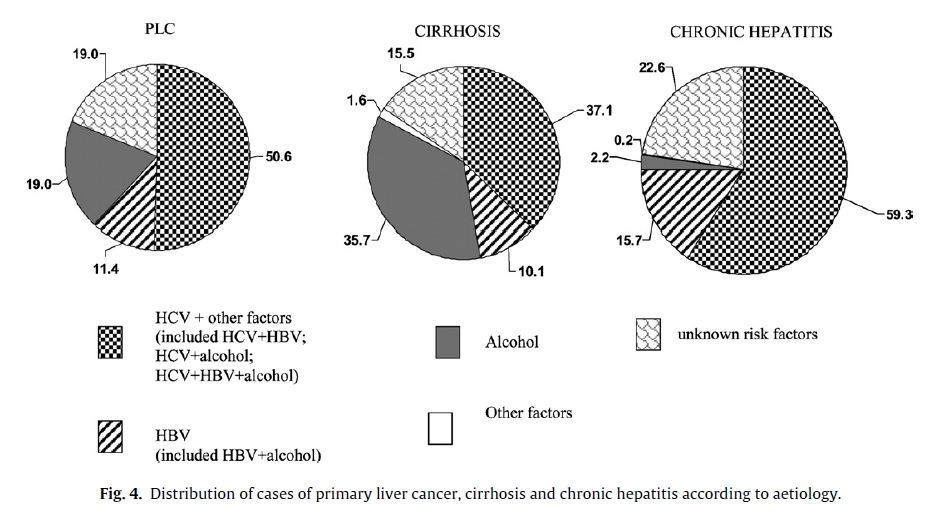 PLC
CIRRHOSIS
CHRONIC HEPATITIS
19.0
50.6
19.0
11.4
15.5
1.6
37.1
35.7
10.1
22.6
0.2
2.2
59.3
15.7
HCV + other factors
(included HCV+HBV;
HCV+alcohol;
HCV+HBV+alcohol)
HBV
(included HBV+alcohol)
Alcohol
Other factors
unknown risk factors
Fig. 4. Distribution of cases of primary liver cancer, cirrhosis and chronic hepatitis according to aetiology.